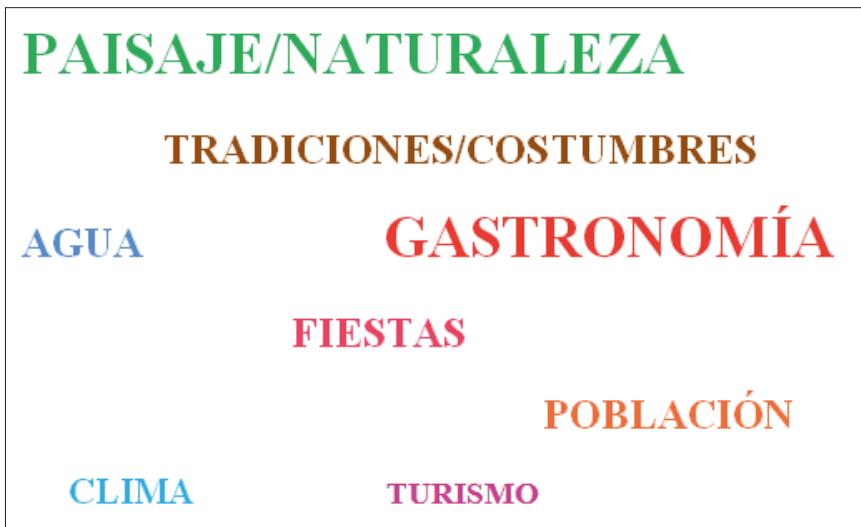 PAISAJE/NATURALEZA
TRADICIONES/COSTUMBRES
AGUA GASTRONOMÍA
FIESTAS
POBLACIÓN
CLIMA TURISMO